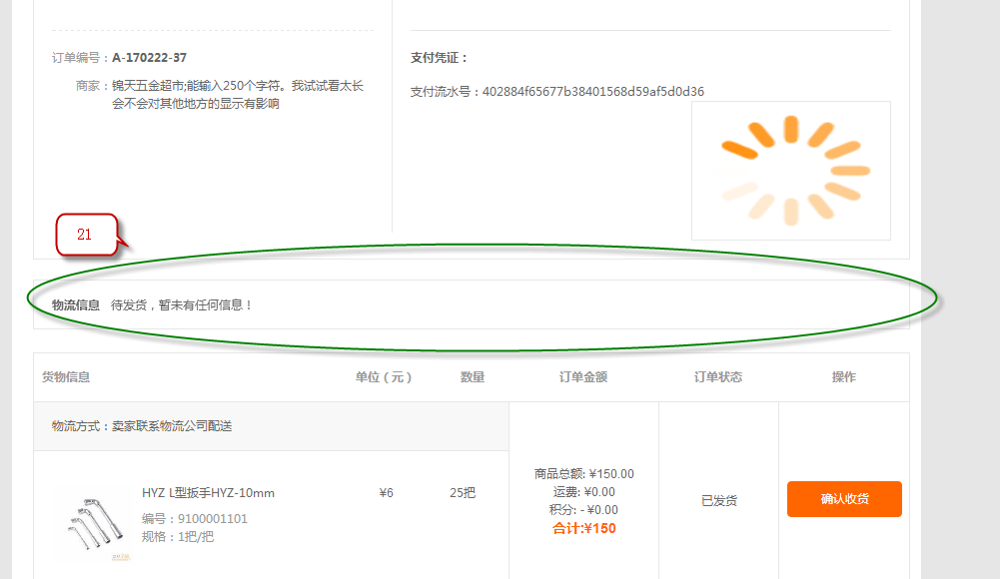 订单编号：A-170222-37
商家：锦天五金超市;能输入250个字符。我试试看太长
会不会对其他地方的显示有影响
支付凭证：
支付流水号：402884f65677b38401568d59af5d0d36
21
物流信息 待发货，暂未有任何信息！
货物信息 单位（元） 数量 订单金额 订单状态 操作
物流方式：卖家联系物流公司配送
HYZ L型扳手HYZ-10mm ¥6 25把
编号：9100001101
规格：1把/把
商品总额: ¥150.00
运费: ¥0.00
积分: - ¥0.00
合计:¥150
已发货
确认收货